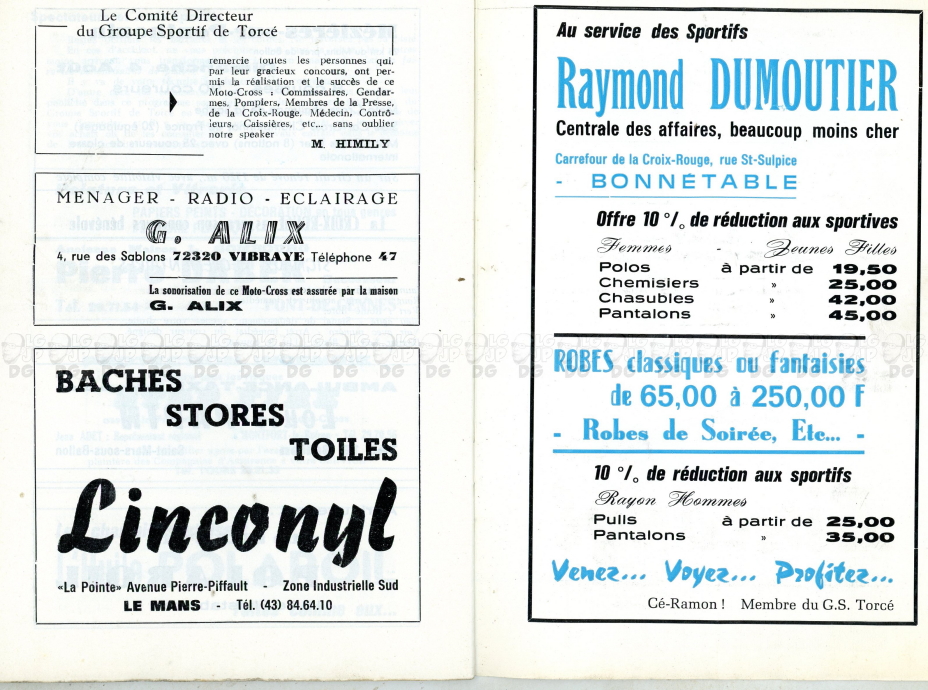 Le Comité Directeur
du Groupe Sportif de Torcé
remercie toutes les personnes qui,
par leur gracieux concours, ont per-
mis la réalisation et le succès de ce
Moto-Cross : Commissaires, Gendar-
mes, Pompiers, Membres de la Presse,
de la Croix-Rouge, Médecin, Contrô-
leurs, Caissières, etc... sans oublier
notre speaker
M. HIMILY
MENAGER - RADIO - ECLAIRAGE
G. ALIX
4, rue des Sablons 72320 VIBRAYE Téléphone 47
La sonorisation de ce Moto-Cross est assurée par la maison
G. ALIX
BACHES
STORES
TOILES
Linconyl
«La Pointe» Avenue Pierre-Piffault - Zone Industrielle Sud
LE MANS - Tél. (43) 84.64.10
Au service des Sportifs
Raymond DUMOUTIER
Centrale des affaires, beaucoup moins cher
Carrefour de la Croix-Rouge, rue St-Sulpice
- BONNÉTABLE
Offre 10 °/o de réduction aux sportives
Femmes - Jeunes Filles
Polos à partir de 19,50
Chemisiers » 25,00
Chasubles » 42,00
Pantalons » 45,00
ROBES classiques ou fantaisies
de 65,00 à 250,00 F
- Robes de Soirée, Etc... -
10 °/o de réduction aux sportifs
Rayon Hommes
Pulls à partir de 25,00
Pantalons » 35,00
Venez... Voyez... Profitez...
Cé-Ramon ! Membre du G.S. Torcé